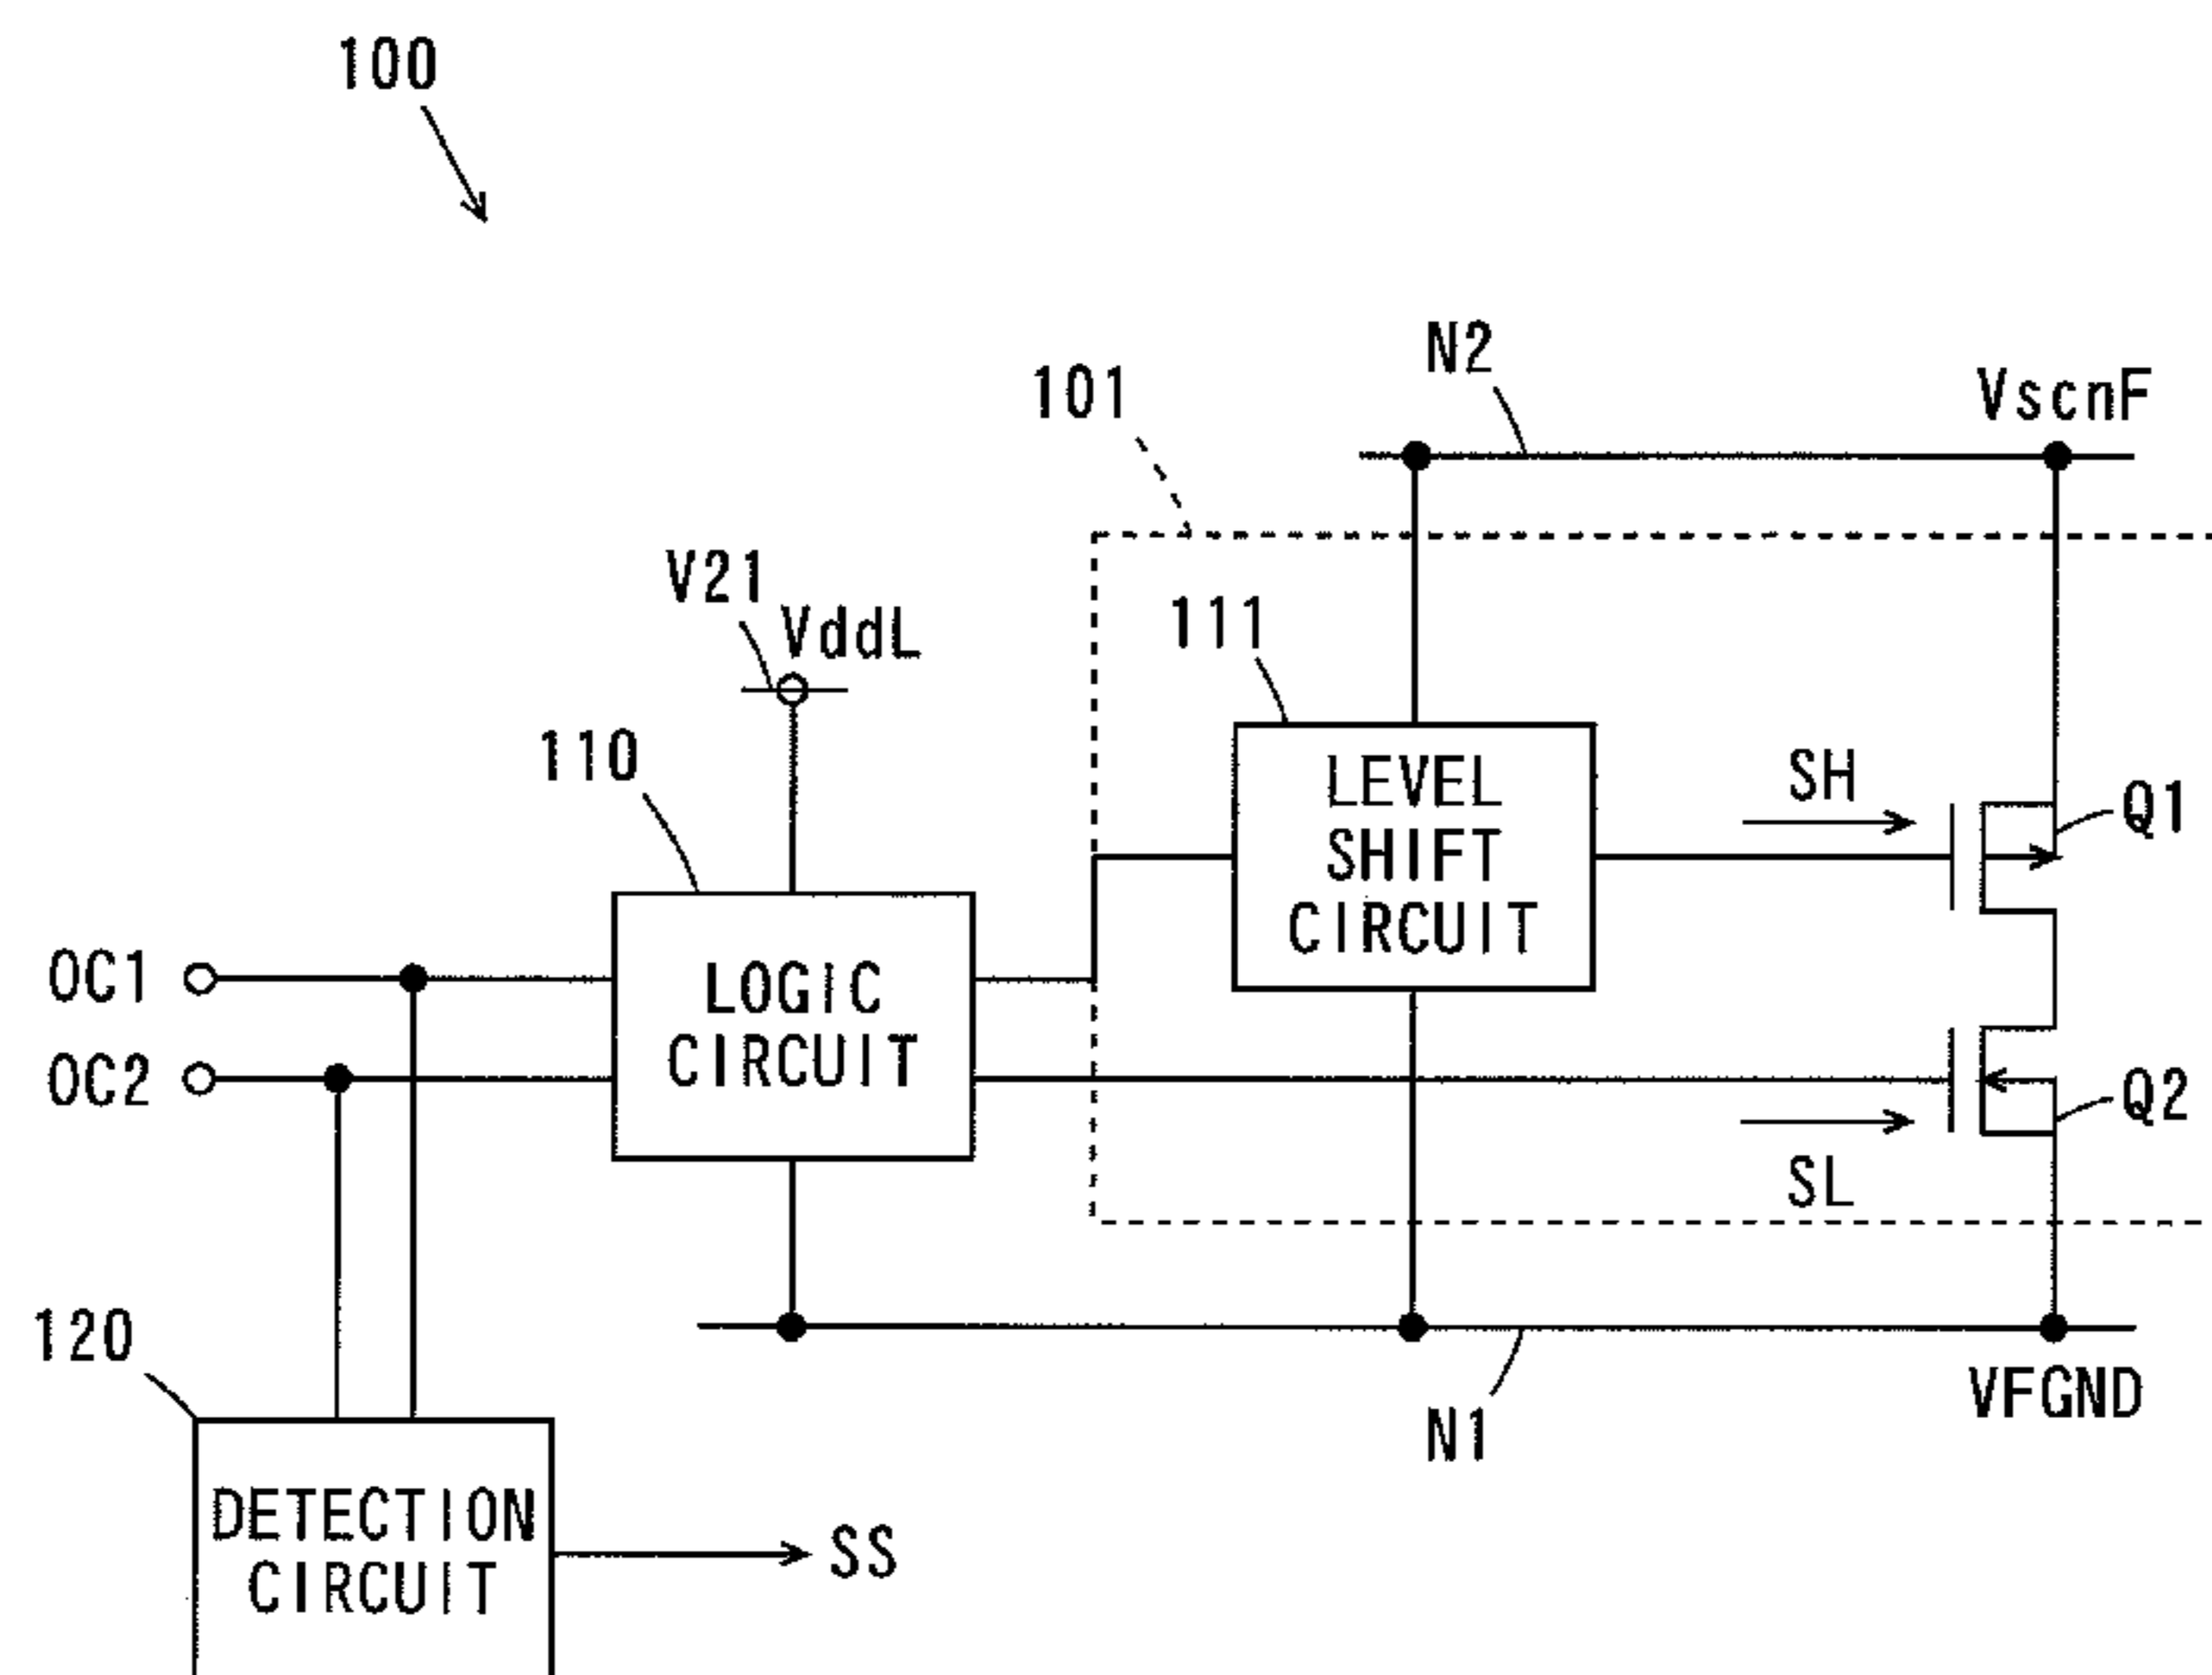 100
N2
101
VscnF
V21
VddL
111
110
LEVEL
SHIFT
CIRCUIT
SH
Q1
OC1
LOGIC
CIRCUIT
OC2
Q2
SL
120
VFGND
N1
DETECTION
CIRCUIT
SS